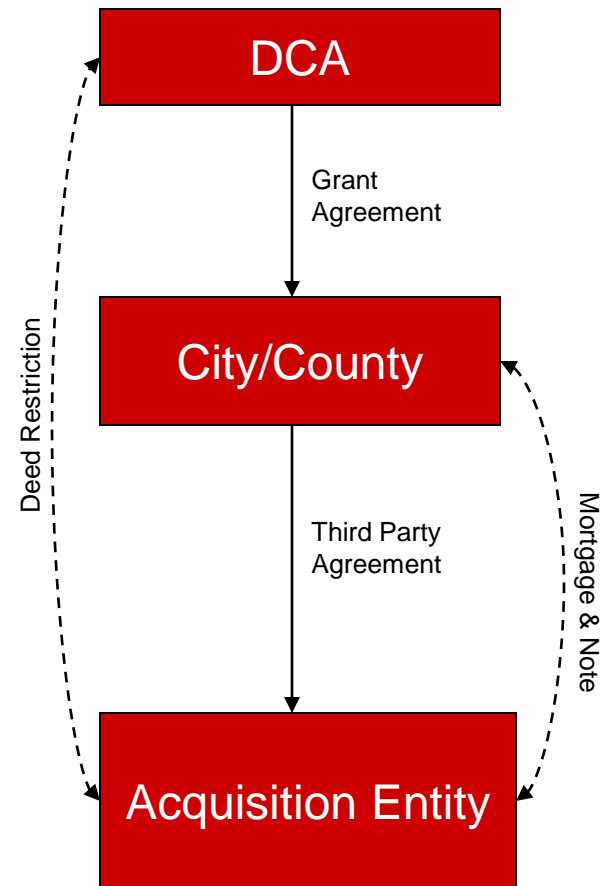 DCA
Grant
Agreement
City/County
Deed Restriction
Third Party
Agreement
Mortgage & Note
Acquisition Entity